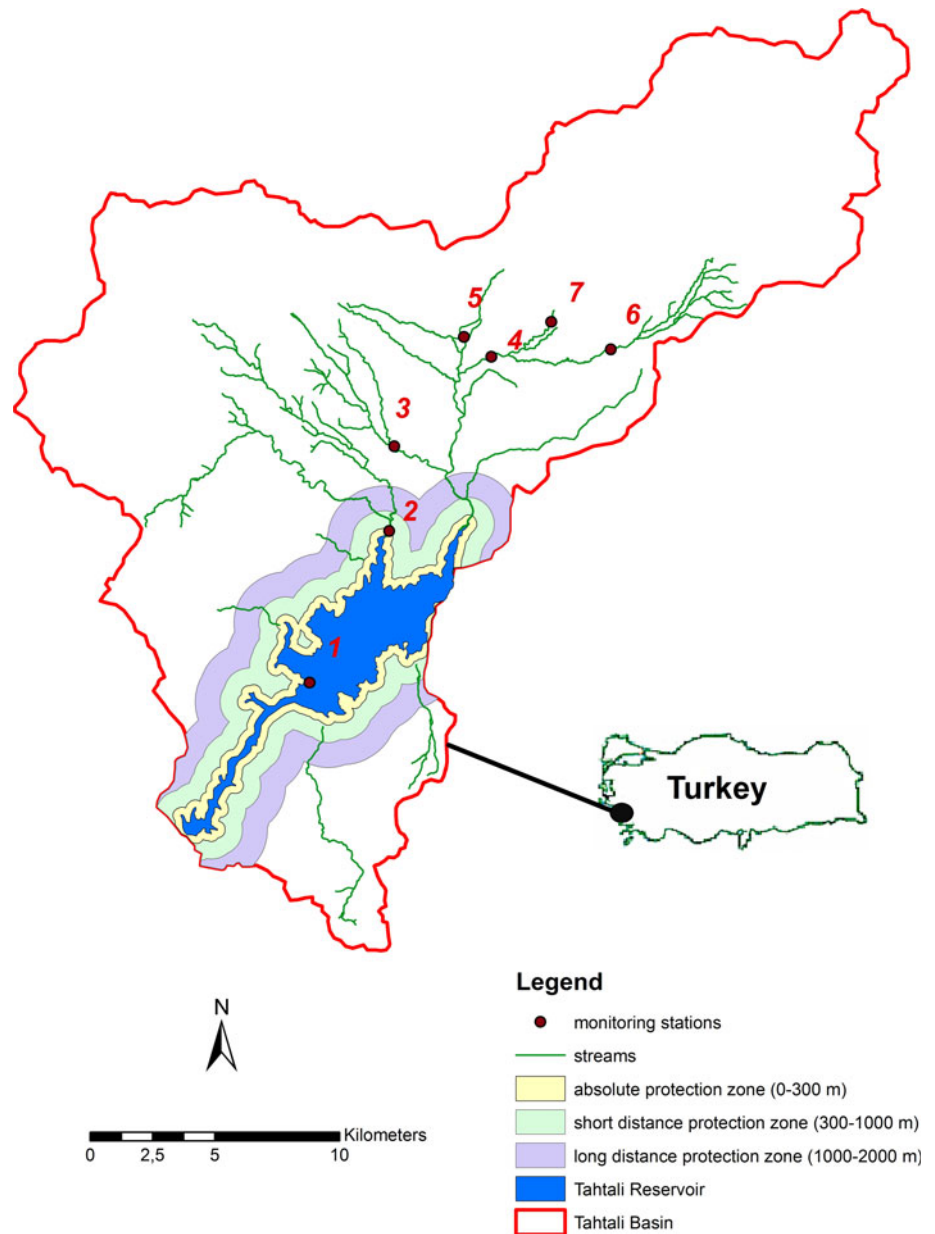 5
7
6
4
3
2
1
Turkey
N
Kilometers
0 2,5 5 10
Legend
monitoring stations
streams
absolute protection zone (0-300 m)
short distance protection zone (300-1000 m)
long distance protection zone (1000-2000 m)
Tahtali Reservoir
Tahtali Basin